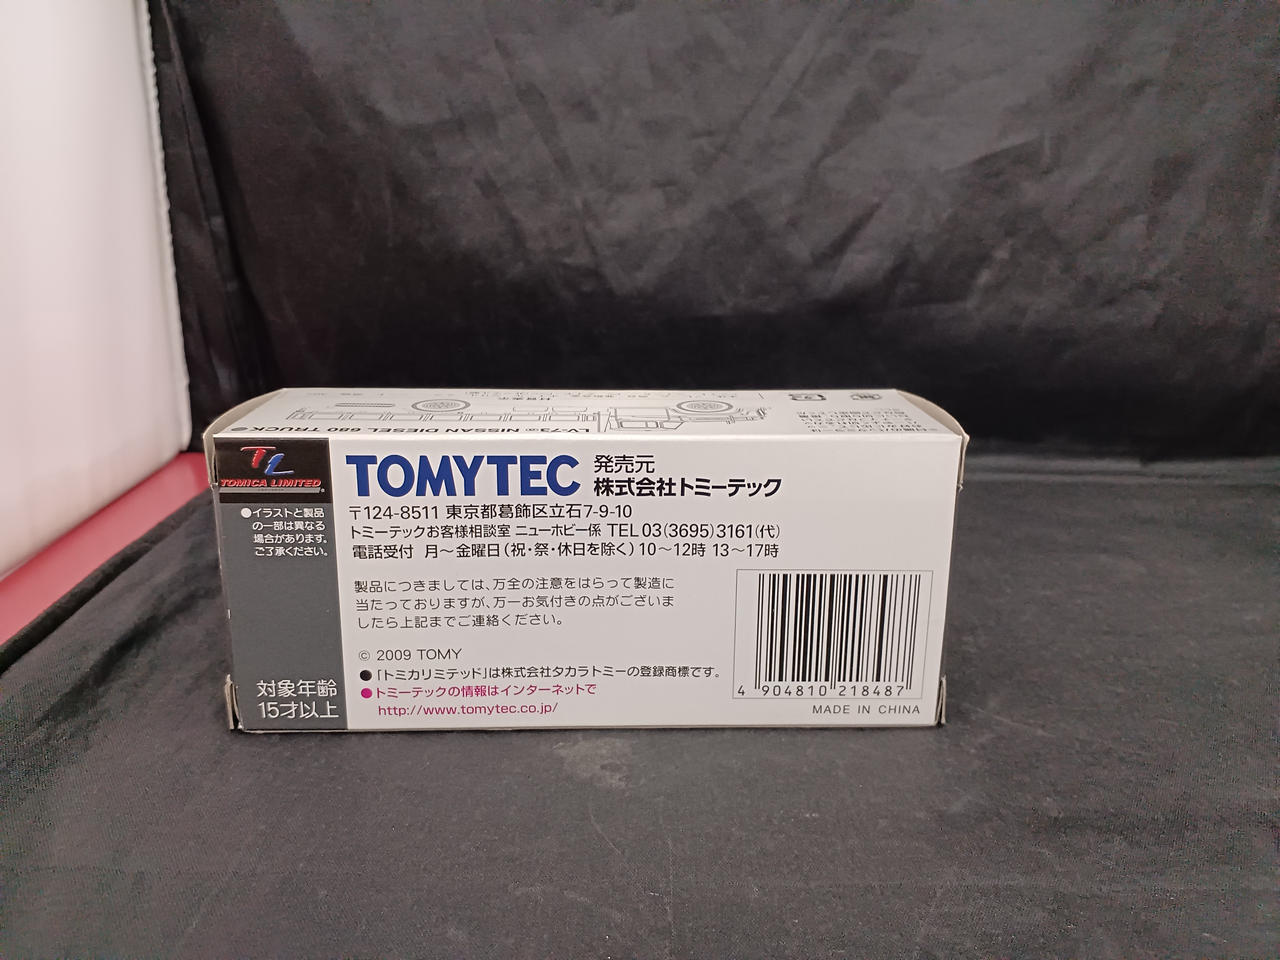 LV-73 NISSAN DIESEL 680 TRUCK
TL
TOMICA LIMITED
●イラストと製品
の一部は異なる
場合があります。
ご了承ください。
対象年齢
15才以上
TOMYTEC 発売元
株式会社トミーテック
〒124-8511 東京都葛飾区立石7-9-10
トミーテックお客様相談室 ニューホビー係 TEL 03(3695)3161(代)
電話受付 月〜金曜日(祝・祭・休日を除く) 10〜12時 13〜17時
製品につきましては、万全の注意をはらって製造に
当たっておりますが、万一お気付きの点がございま
したら上記までご連絡ください。
© 2009 TOMY
●「トミカリミテッド」は株式会社タカラトミーの登録商標です。
●トミーテックの情報はインターネットで
http://www.tomytec.co.jp/
4 904810 218487
MADE IN CHINA